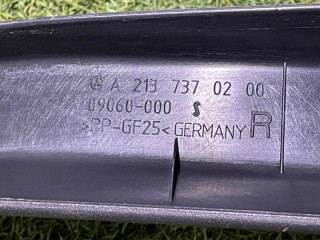 A 213 737 02 00
09060-000
>PP-GF25< GERMANY R